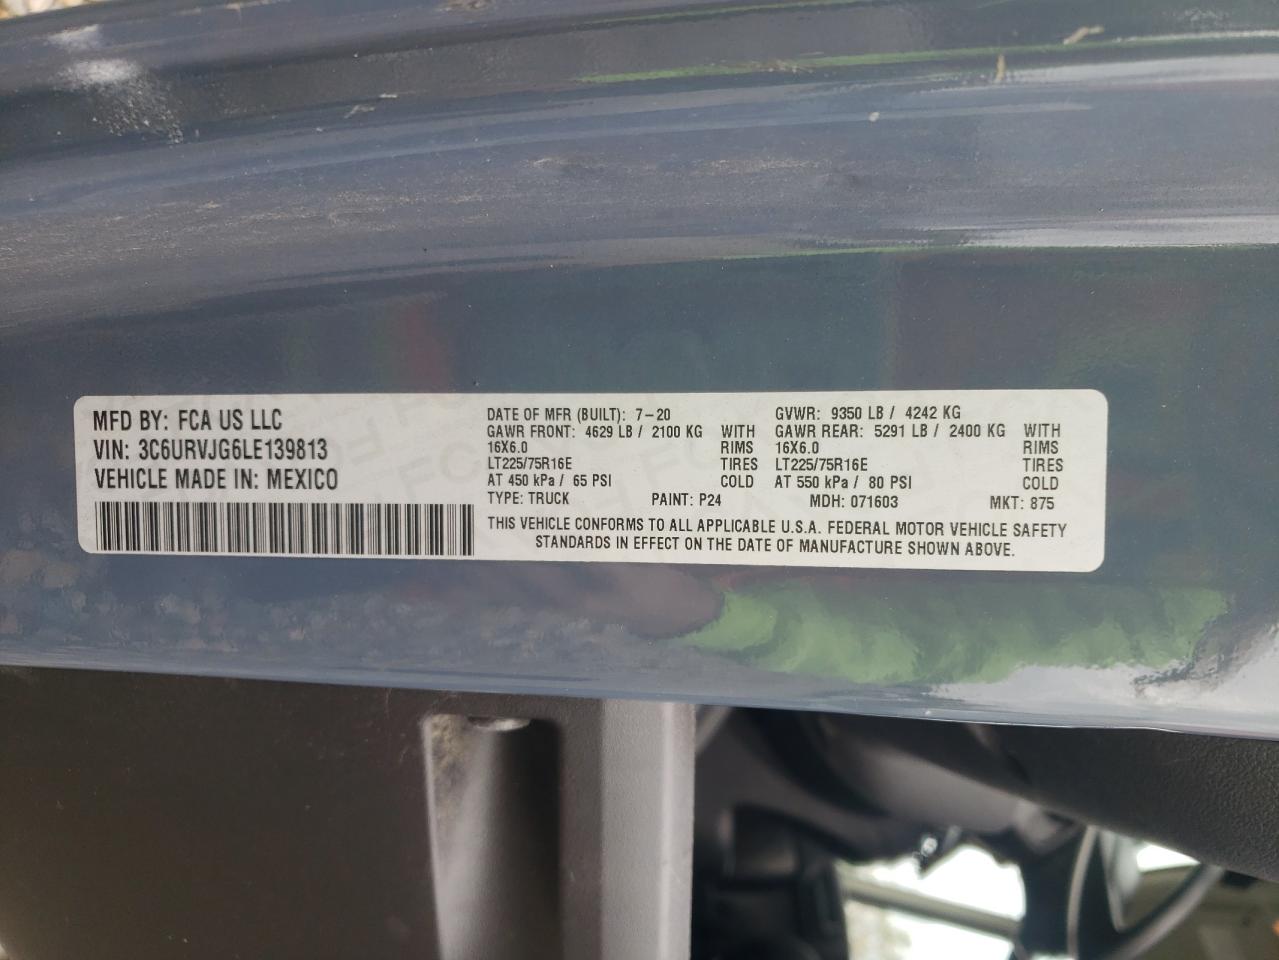 MFD BY: FCA US LLC
VIN: 3C6URVJG6LE139813
VEHICLE MADE IN: MEXICO
DATE OF MFR (BUILT): 7-20 GVWR: 9350 LB / 4242 KG
GAWR FRONT: 4629 LB / 2100 KG WITH GAWR REAR: 5291 LB / 2400 KG WITH
16X6.0 RIMS 16X6.0 RIMS
LT225/75R16E TIRES LT225/75R16E TIRES
AT 450 kPa / 65 PSI COLD AT 550 kPa / 80 PSI COLD
TYPE: TRUCK PAINT: P24 MDH: 071603 MKT: 875
THIS VEHICLE CONFORMS TO ALL APPLICABLE U.S.A. FEDERAL MOTOR VEHICLE SAFETY
STANDARDS IN EFFECT ON THE DATE OF MANUFACTURE SHOWN ABOVE.